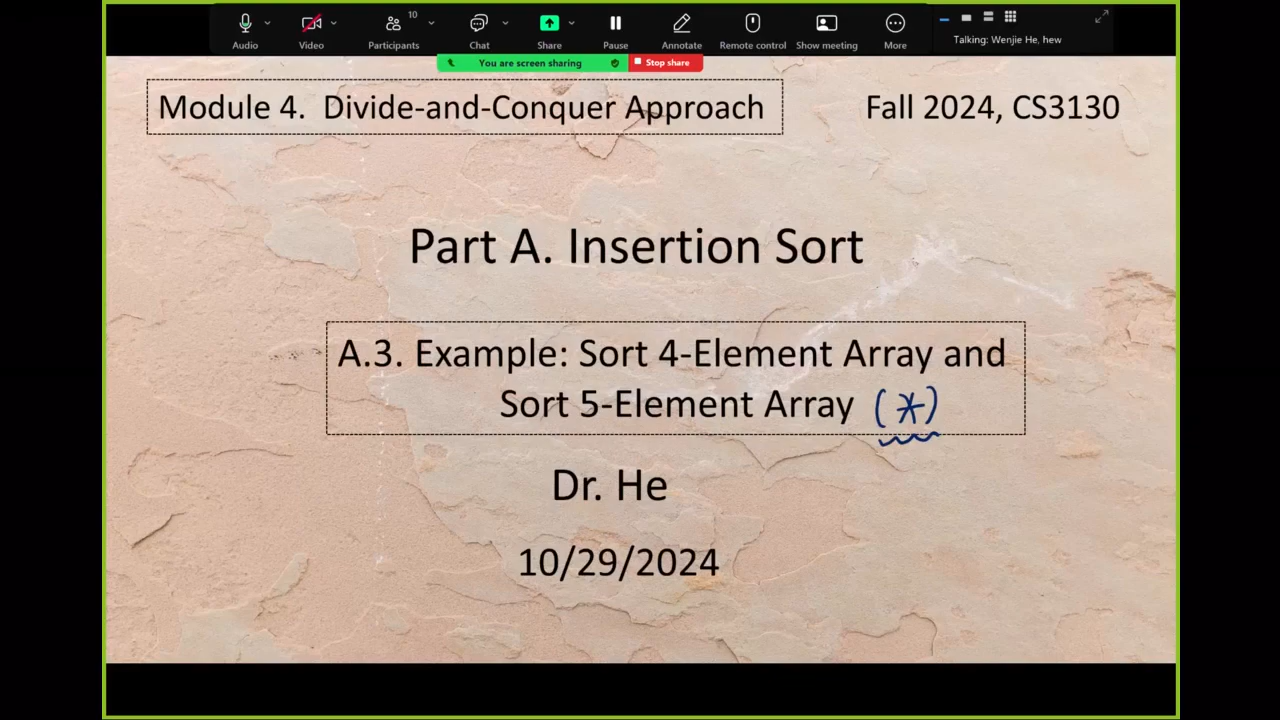 10
Audio
Video
Participants
Chat
Share
Pause
Annotate
Remote control
Show meeting
More
Talking: Wenjie He, hew
You are screen sharing
Stop share
Module 4.  Divide-and-Conquer Approach
Fall 2024, CS3130
Part A. Insertion Sort
A.3. Example: Sort 4-Element Array and
Sort 5-Element Array (*)
Dr. He
10/29/2024